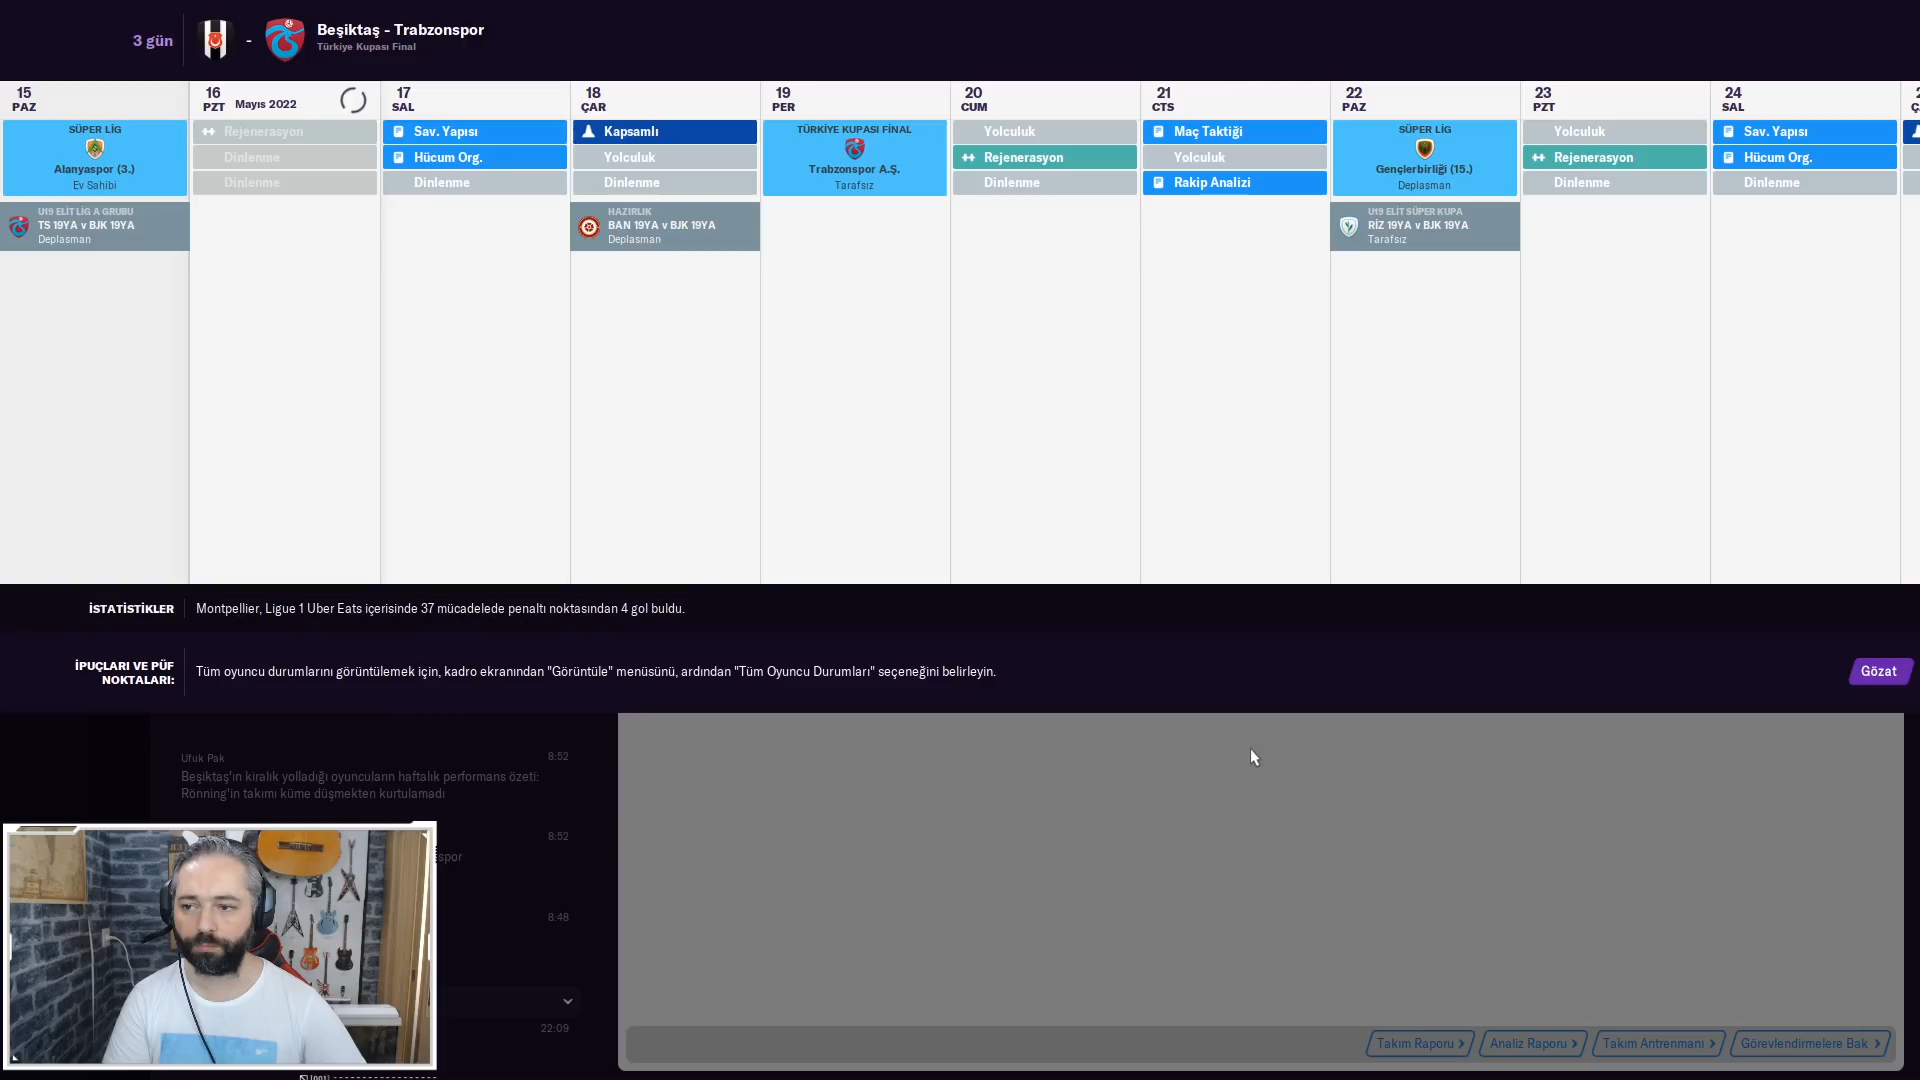 3 gün
-
Beşiktaş - Trabzonspor
Türkiye Kupası Final
15
PAZ
16
PZT Mayıs 2022
17
SAL
18
ÇAR
19
PER
20
CUM
21
CTS
22
PAZ
23
PZT
24
SAL
SÜPER LİG
Alanyaspor (3.)
Ev Sahibi
U19 ELİT LİG A GRUBU
TS 19YA v BJK 19YA
Deplasman
Rejenerasyon
Dinlenme
Dinlenme
Sav. Yapısı
Hücum Org.
Dinlenme
Kapsamlı
Yolculuk
Dinlenme
HAZIRLIK
BAN 19YA v BJK 19YA
Deplasman
TÜRKİYE KUPASI FİNAL
Trabzonspor A.Ş.
Tarafsız
Yolculuk
Rejenerasyon
Dinlenme
Maç Taktiği
Yolculuk
Rakip Analizi
SÜPER LİG
Gençlerbirliği (15.)
Deplasman
U19 ELİT SÜPER KUPA
RİZ 19YA v BJK 19YA
Tarafsız
Yolculuk
Rejenerasyon
Dinlenme
Sav. Yapısı
Hücum Org.
Dinlenme
İSTATİSTİKLER
Montpellier, Ligue 1 Uber Eats içerisinde 37 mücadelede penaltı noktasından 4 gol buldu.
İPUÇLARI VE PÜF
NOKTALARI:
Tüm oyuncu durumlarını görüntülemek için, kadro ekranından "Görüntüle" menüsünü, ardından "Tüm Oyuncu Durumları" seçeneğini belirleyin.
Gözat
Ufuk Pak
8:52
Beşiktaş'ın kiralık yolladığı oyuncuların haftalık performans özeti:
Rönning'in takımı küme düşmekten kurtulamadı
8:52
spor
8:48
22:09
Takım Raporu
Analiz Raporu
Takım Antrenmanı
Görevlendirmelere Bak